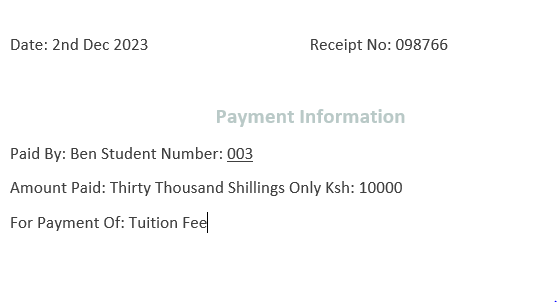 Date: 2nd Dec 2023 Receipt No: 098766
Payment Information
Paid By: Ben Student Number: 003
Amount Paid: Thirty Thousand Shillings Only Ksh: 10000
For Payment Of: Tuition Fee